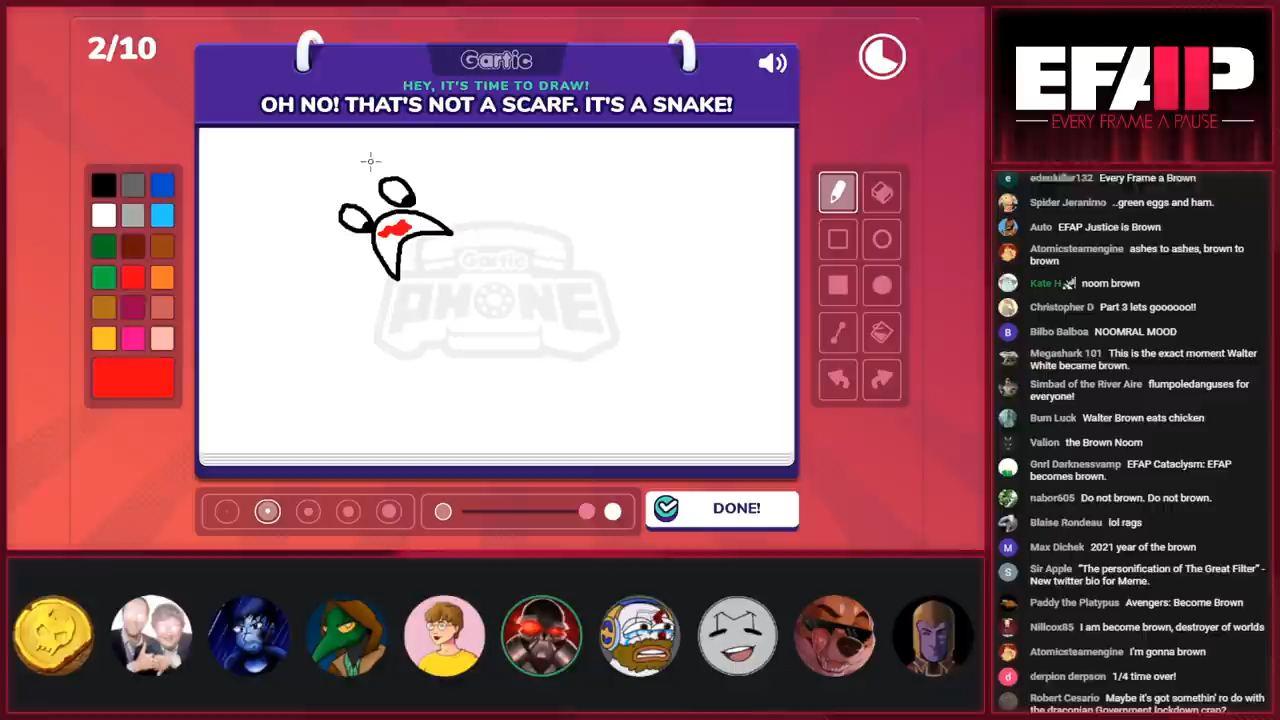 2/10
Gartic
HEY, IT'S TIME TO DRAW!
OH NO! THAT'S NOT A SCARF. IT'S A SNAKE!
Gartic
PHONE
DONE!
EFAP
EVERY FRAME A PAUSE
Every Frame a Brown
Spider Jeranimo ..green eggs and ham.
Auto EFAP Justice is Brown
Atomicsteamengine ashes to ashes, brown to
brown
Kate H noom brown
Christopher D Part 3 lets goooooo!!
Bilbo Balboa NOOMRAL MOOD
Megashark 101 This is the exact moment Walter
White became brown.
Simbad of the River Aire flumpoledanguses for
everyone!
Bum Luck Walter Brown eats chicken
Valion the Brown Noom
Gnrl Darknessvamp EFAP Cataclysm: EFAP
becomes brown.
nabor605 Do not brown. Do not brown.
Blaise Rondeau lol rags
Max Dichek 2021 year of the brown
Sir Apple "The personification of The Great Filter" -
New twitter bio for Meme.
Paddy the Platypus Avengers: Become Brown
Nillcox85 I am become brown, destroyer of worlds
Atomicsteamengine I'm gonna brown
derpion derpson 1/4 time over!
Robert Cesario Maybe it's got somethin' ro do with
the draconian Government lockdown crap?